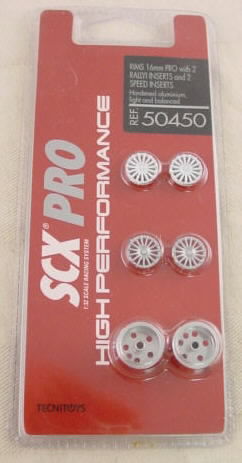 RIMS 16mm PRO with 2
RALLY INSERTS and 2
SPEED INSERTS
Hardened aluminium,
light and balanced
REF. 50450
SCX® PRO
1:32 SCALE RACING SYSTEM
HIGH PERFORMANCE
TECNITOYS